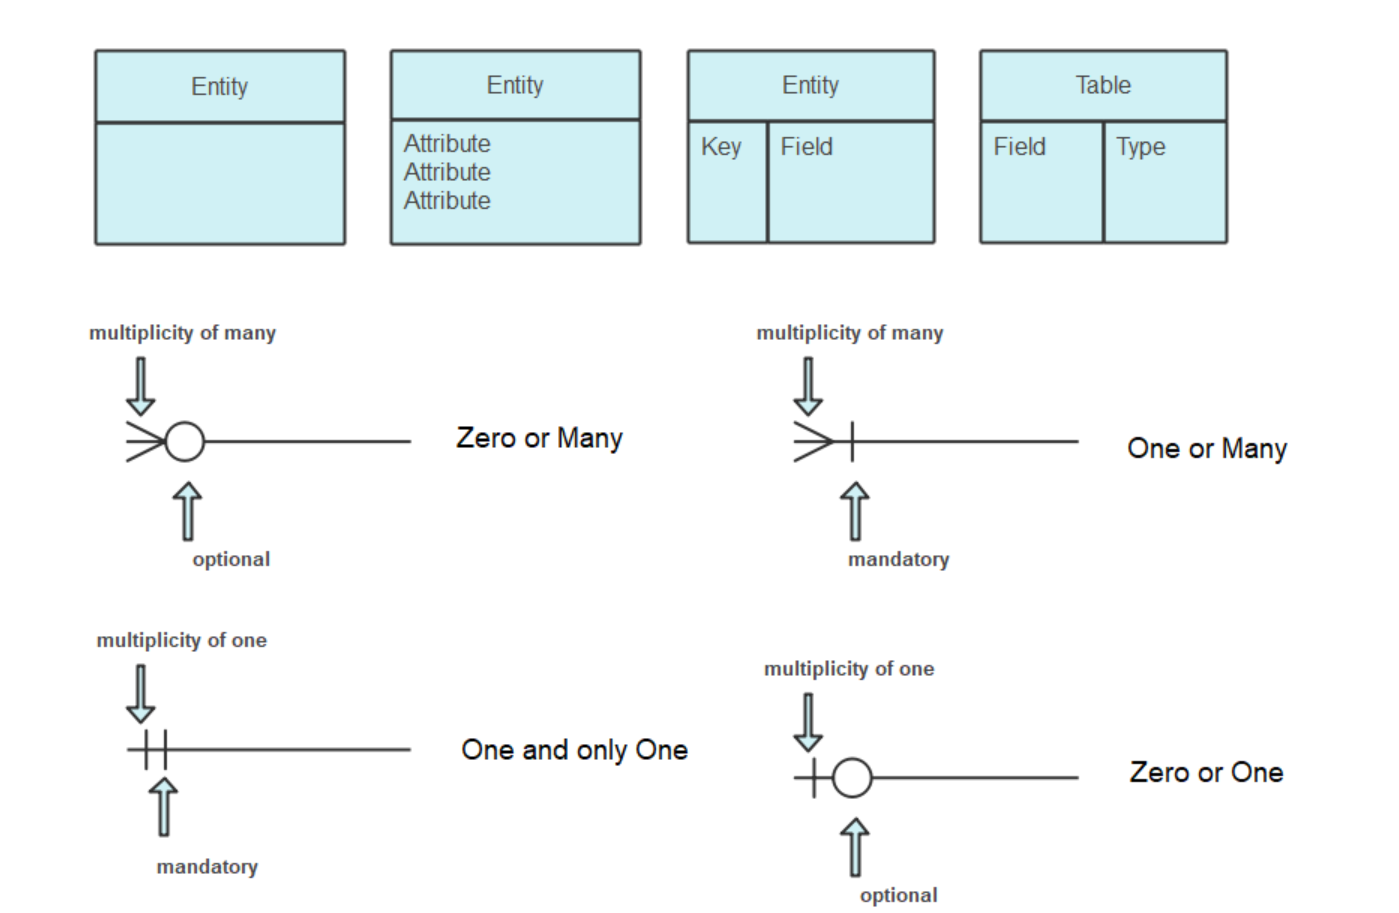 Entity
Entity
Attribute
Attribute
Attribute
Entity
Key
Field
Table
Field
Type
multiplicity of many
Zero or Many
optional
multiplicity of many
One or Many
mandatory
multiplicity of one
One and only One
mandatory
multiplicity of one
Zero or One
optional